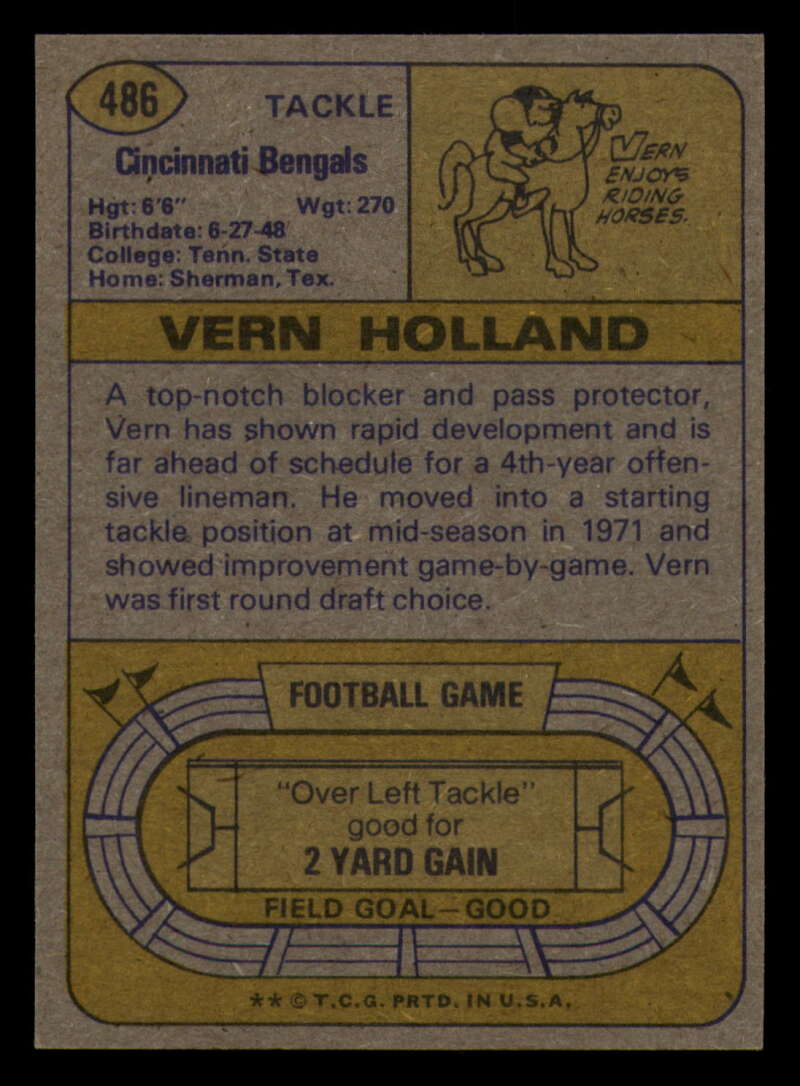 486
TACKLE
Cincinnati Bengals
Hgt: 6'6" Wgt: 270
Birthdate: 6-27-48
College: Tenn. State
Home: Sherman, Tex.
VERN
ENJOYS
RIDING
HORSES.
VERN HOLLAND
A top-notch blocker and pass protector,
Vern has shown rapid development and is
far ahead of schedule for a 4th-year offen-
sive lineman. He moved into a starting
tackle position at mid-season in 1971 and
showed improvement game-by-game. Vern
was first round draft choice.
FOOTBALL GAME
"Over Left Tackle"
good for
2 YARD GAIN
FIELD GOAL—GOOD
** © T.C.G. PRTD. IN U.S.A.